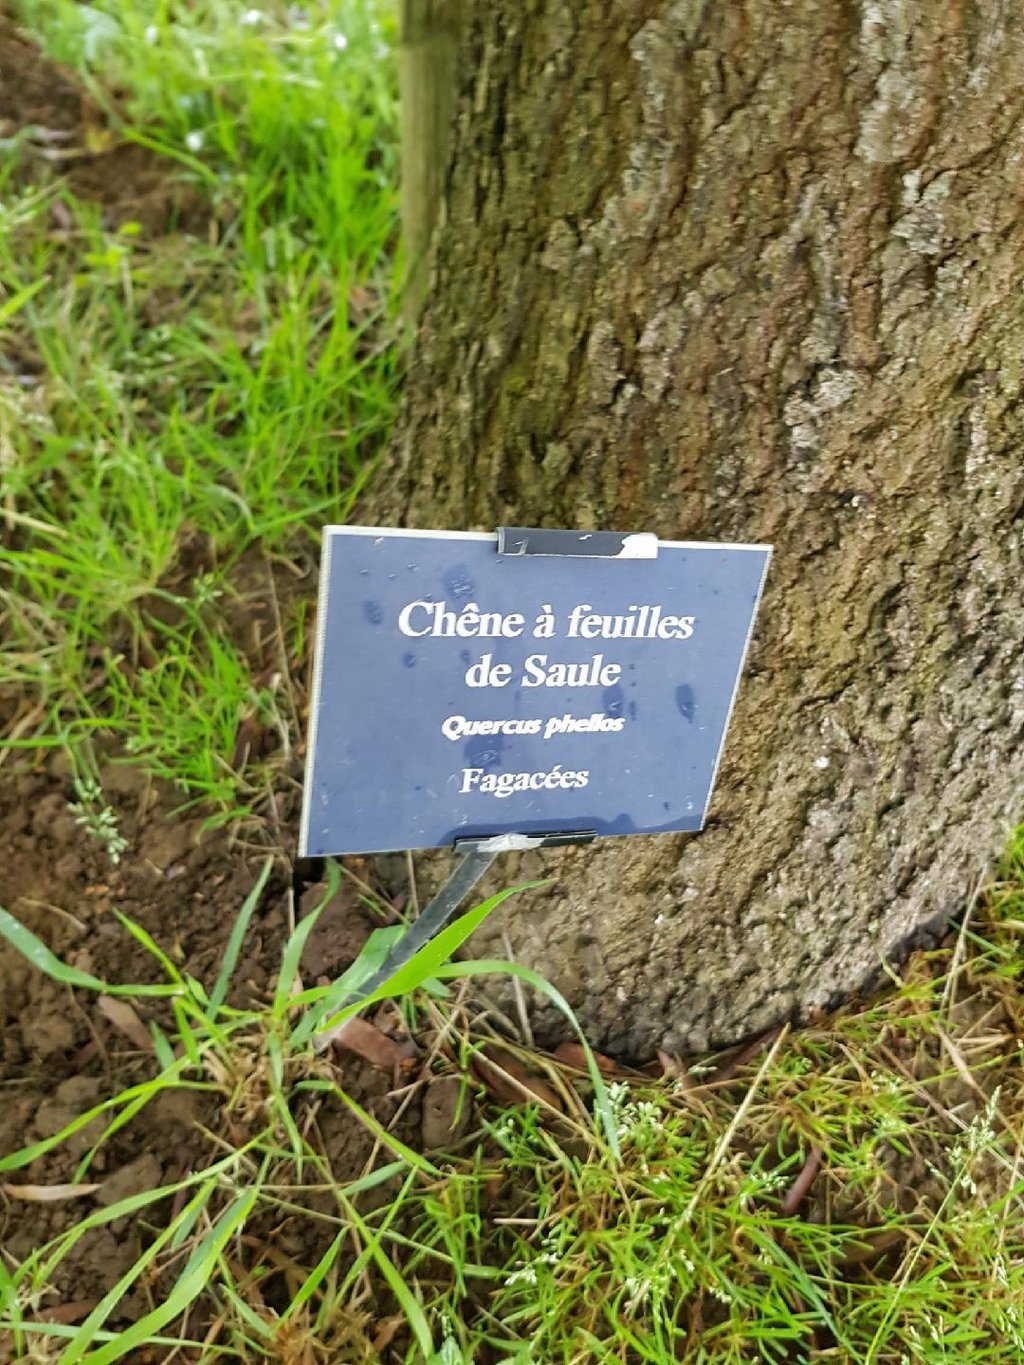 Chêne à feuilles
de Saule
Quercus phellos
Fagacées